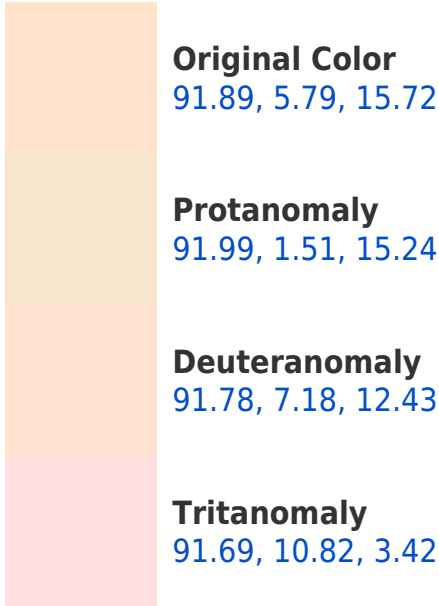 Original Color
91.89, 5.79, 15.72
Protanomaly
91.99, 1.51, 15.24
Deuteranomaly
91.78, 7.18, 12.43
Tritanomaly
91.69, 10.82, 3.42